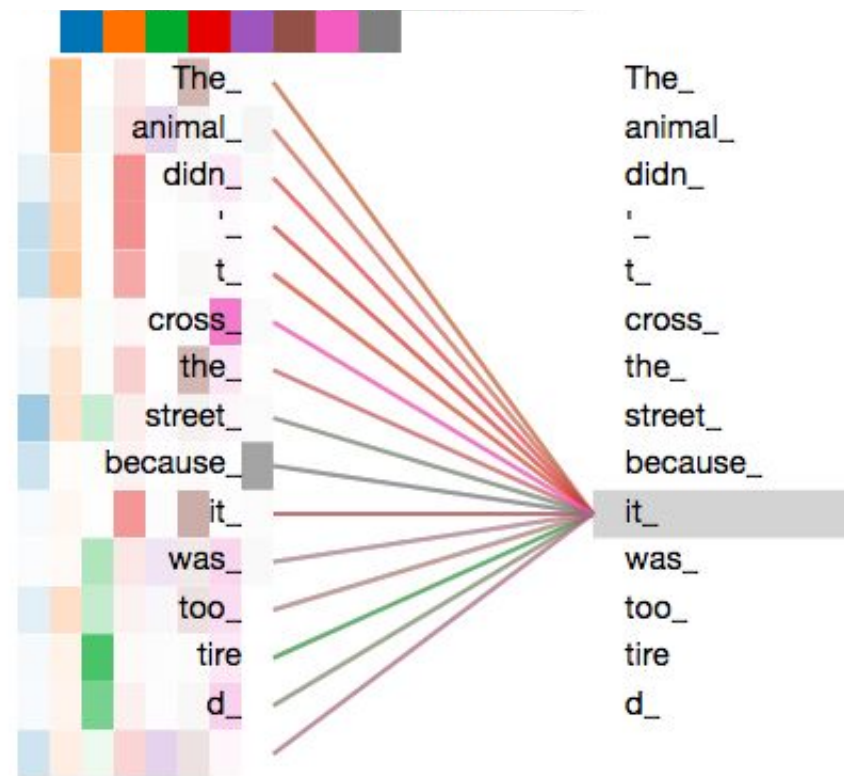 The_ The_
animal_ animal_
didn_ didn_
'_ '_
t_ t_
cross_ cross_
the_ the_
street_ street_
because_ because_
it_ it_
was_ was_
too_ too_
tire tire
d_ d_